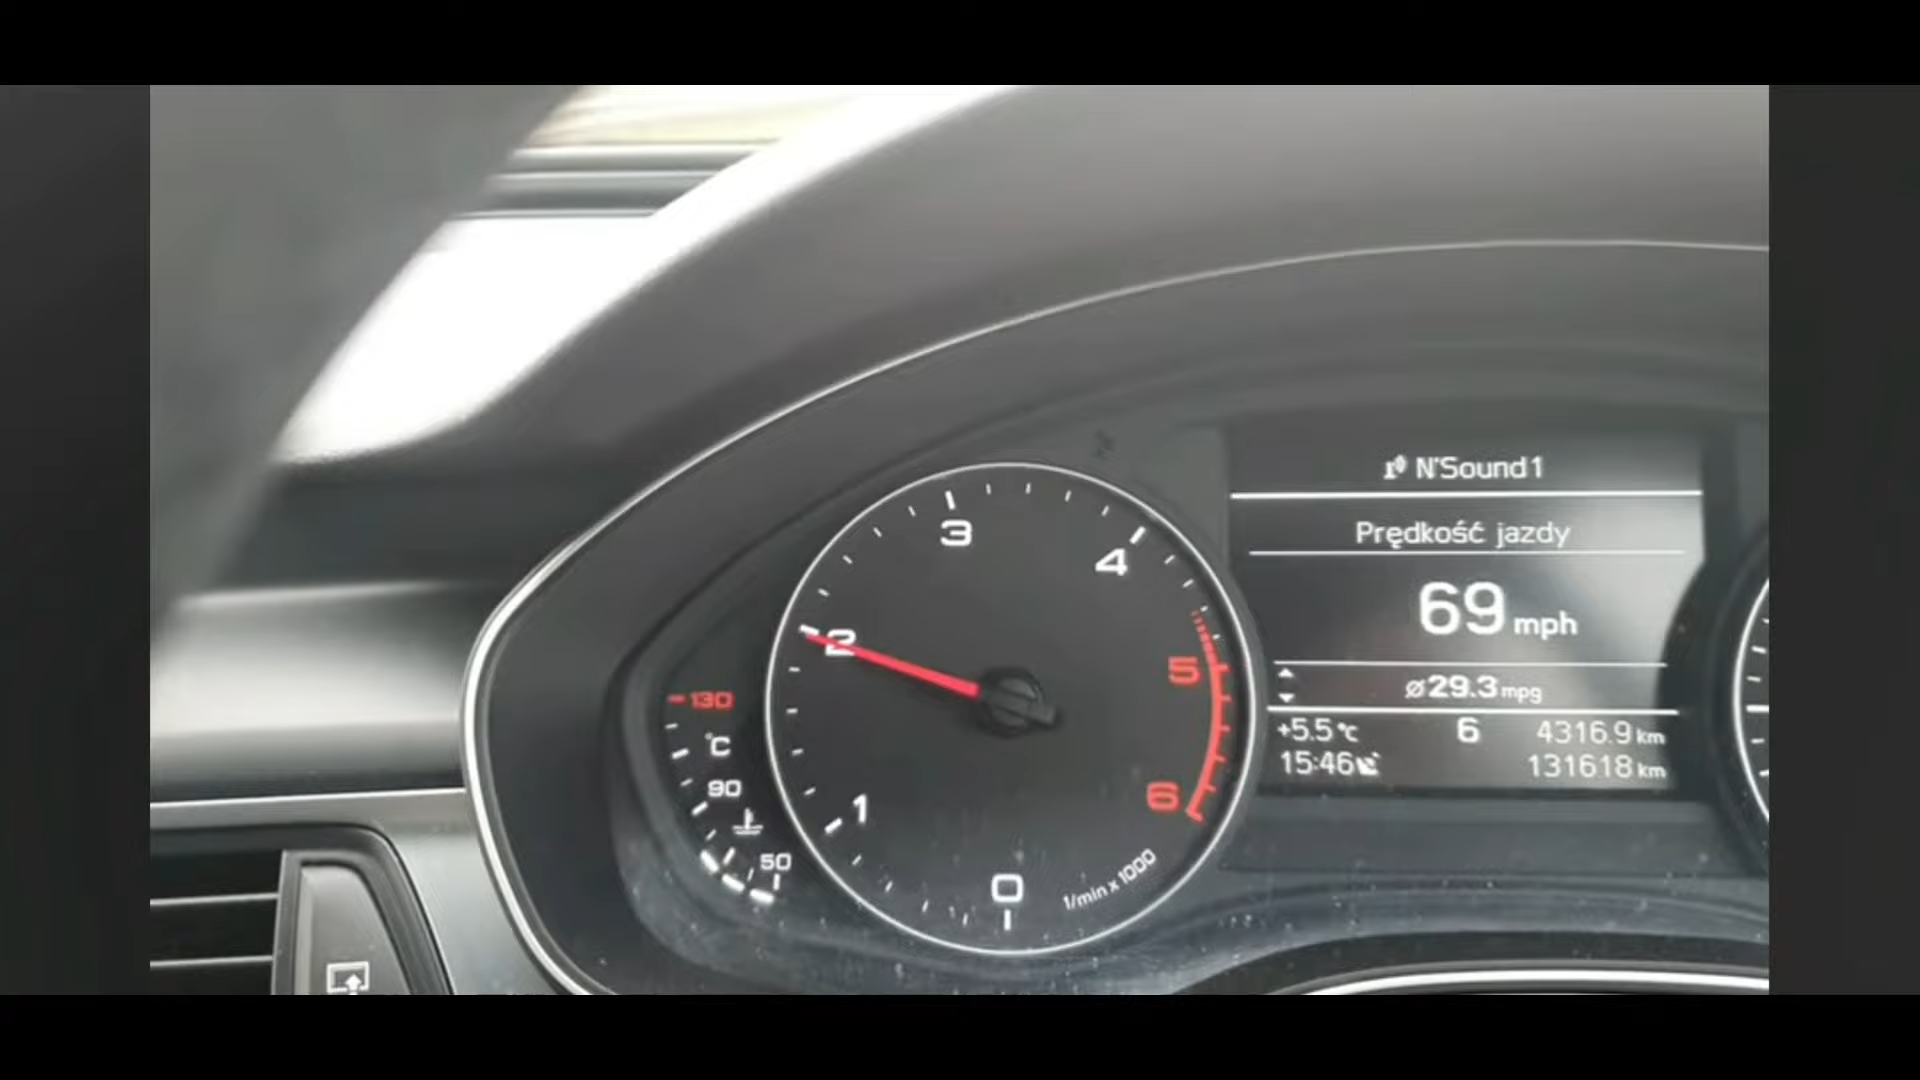 N'Sound1
Prędkość jazdy
69 mph
ø29.3 mpg
+5.5 °C 6 4316.9 km
15:46 131618 km
3
4
2
5
1
6
0
1/min x 1000
130
°C
90
50